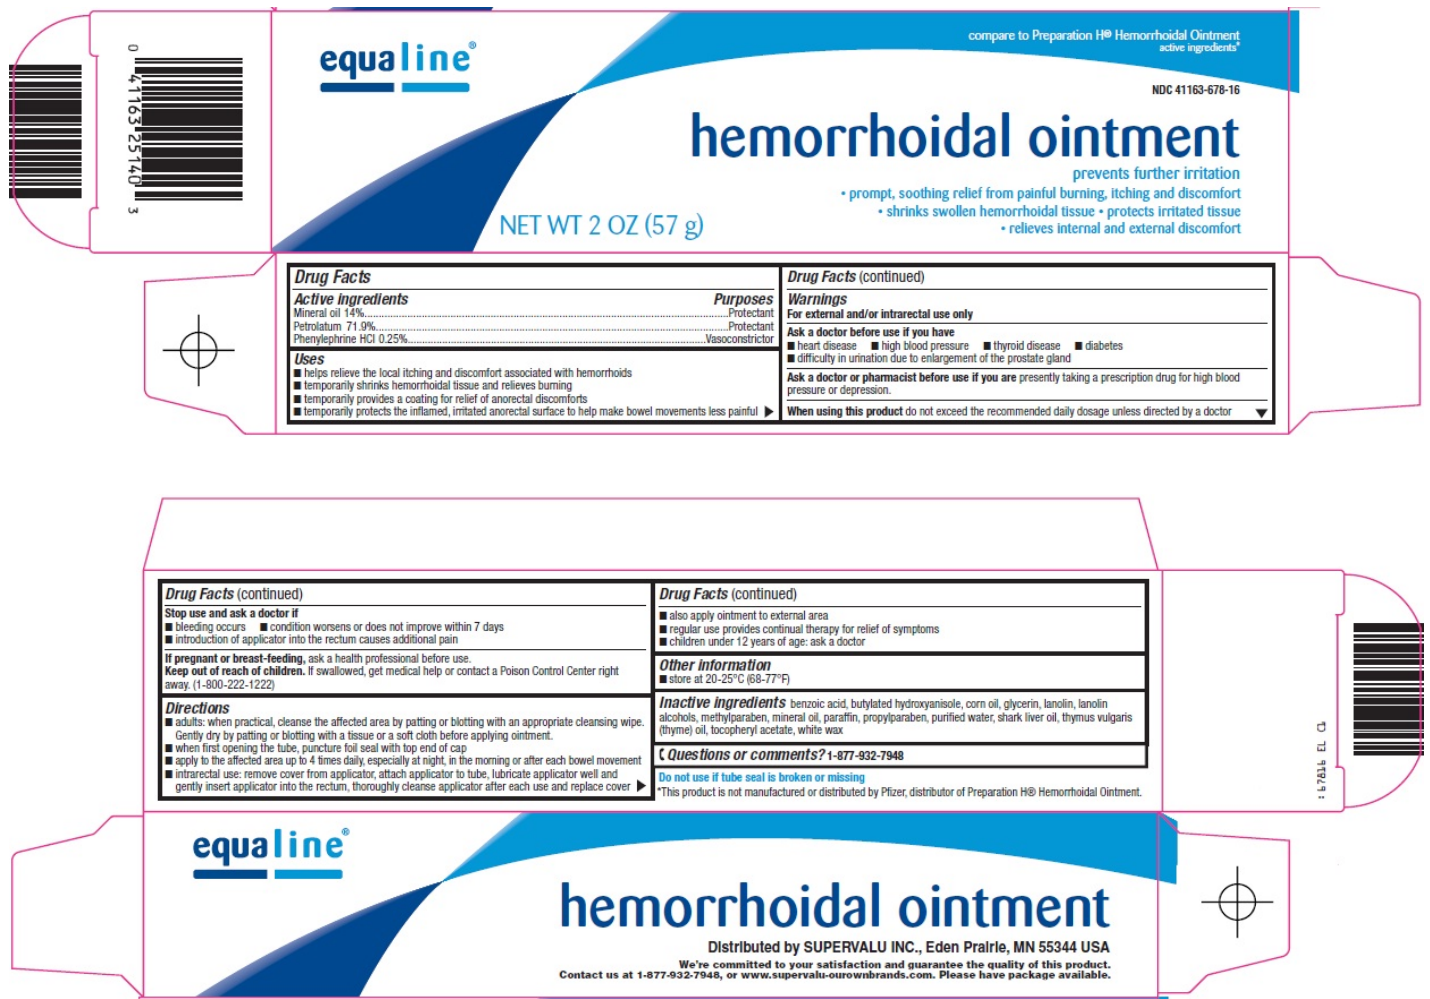 0
41163 25140
3
equaline®
compare to Preparation H® Hemorrhoidal Ointment
active ingredients*
NDC 41163-678-16
hemorrhoidal ointment
prevents further irritation
• prompt, soothing relief from painful burning, itching and discomfort
• shrinks swollen hemorrhoidal tissue • protects irritated tissue
• relieves internal and external discomfort
NET WT 2 OZ (57 g)
Drug Facts
Active ingredients Purposes
Mineral oil 14%....Protectant
Petrolatum 71.9%....Protectant
Phenylephrine HCl 0.25%....Vasoconstrictor
Uses
■ helps relieve the local itching and discomfort associated with hemorrhoids
■ temporarily shrinks hemorrhoidal tissue and relieves burning
■ temporarily provides a coating for relief of anorectal discomforts
■ temporarily protects the inflamed, irritated anorectal surface to help make bowel movements less painful ▶
Drug Facts (continued)
Warnings
For external and/or intrarectal use only
Ask a doctor before use if you have
■ heart disease ■ high blood pressure ■ thyroid disease ■ diabetes
■ difficulty in urination due to enlargement of the prostate gland
Ask a doctor or pharmacist before use if you are presently taking a prescription drug for high blood
pressure or depression.
When using this product do not exceed the recommended daily dosage unless directed by a doctor ▼
Drug Facts (continued)
Stop use and ask a doctor if
■ bleeding occurs ■ condition worsens or does not improve within 7 days
■ introduction of applicator into the rectum causes additional pain
If pregnant or breast-feeding, ask a health professional before use.
Keep out of reach of children. If swallowed, get medical help or contact a Poison Control Center right
away. (1-800-222-1222)
Directions
■ adults: when practical, cleanse the affected area by patting or blotting with an appropriate cleansing wipe.
Gently dry by patting or blotting with a tissue or a soft cloth before applying ointment.
■ when first opening the tube, puncture foil seal with top end of cap
■ apply to the affected area up to 4 times daily, especially at night, in the morning or after each bowel movement
■ intrarectal use: remove cover from applicator, attach applicator to tube, lubricate applicator well and
gently insert applicator into the rectum, thoroughly cleanse applicator after each use and replace cover ▶
Drug Facts (continued)
■ also apply ointment to external area
■ regular use provides continual therapy for relief of symptoms
■ children under 12 years of age: ask a doctor
Other information
■ store at 20-25°C (68-77°F)
Inactive ingredients benzoic acid, butylated hydroxyanisole, corn oil, glycerin, lanolin, lanolin
alcohols, methylparaben, mineral oil, paraffin, propylparaben, purified water, shark liver oil, thymus vulgaris
(thyme) oil, tocopheryl acetate, white wax
Questions or comments? 1-877-932-7948
Do not use if tube seal is broken or missing
*This product is not manufactured or distributed by Pfizer, distributor of Preparation H® Hemorrhoidal Ointment.
: 67816 EL C1
equaline®
hemorrhoidal ointment
Distributed by SUPERVALU INC., Eden Prairie, MN 55344 USA
We're committed to your satisfaction and guarantee the quality of this product.
Contact us at 1-877-932-7948, or www.supervalu-ourownbrands.com. Please have package available.